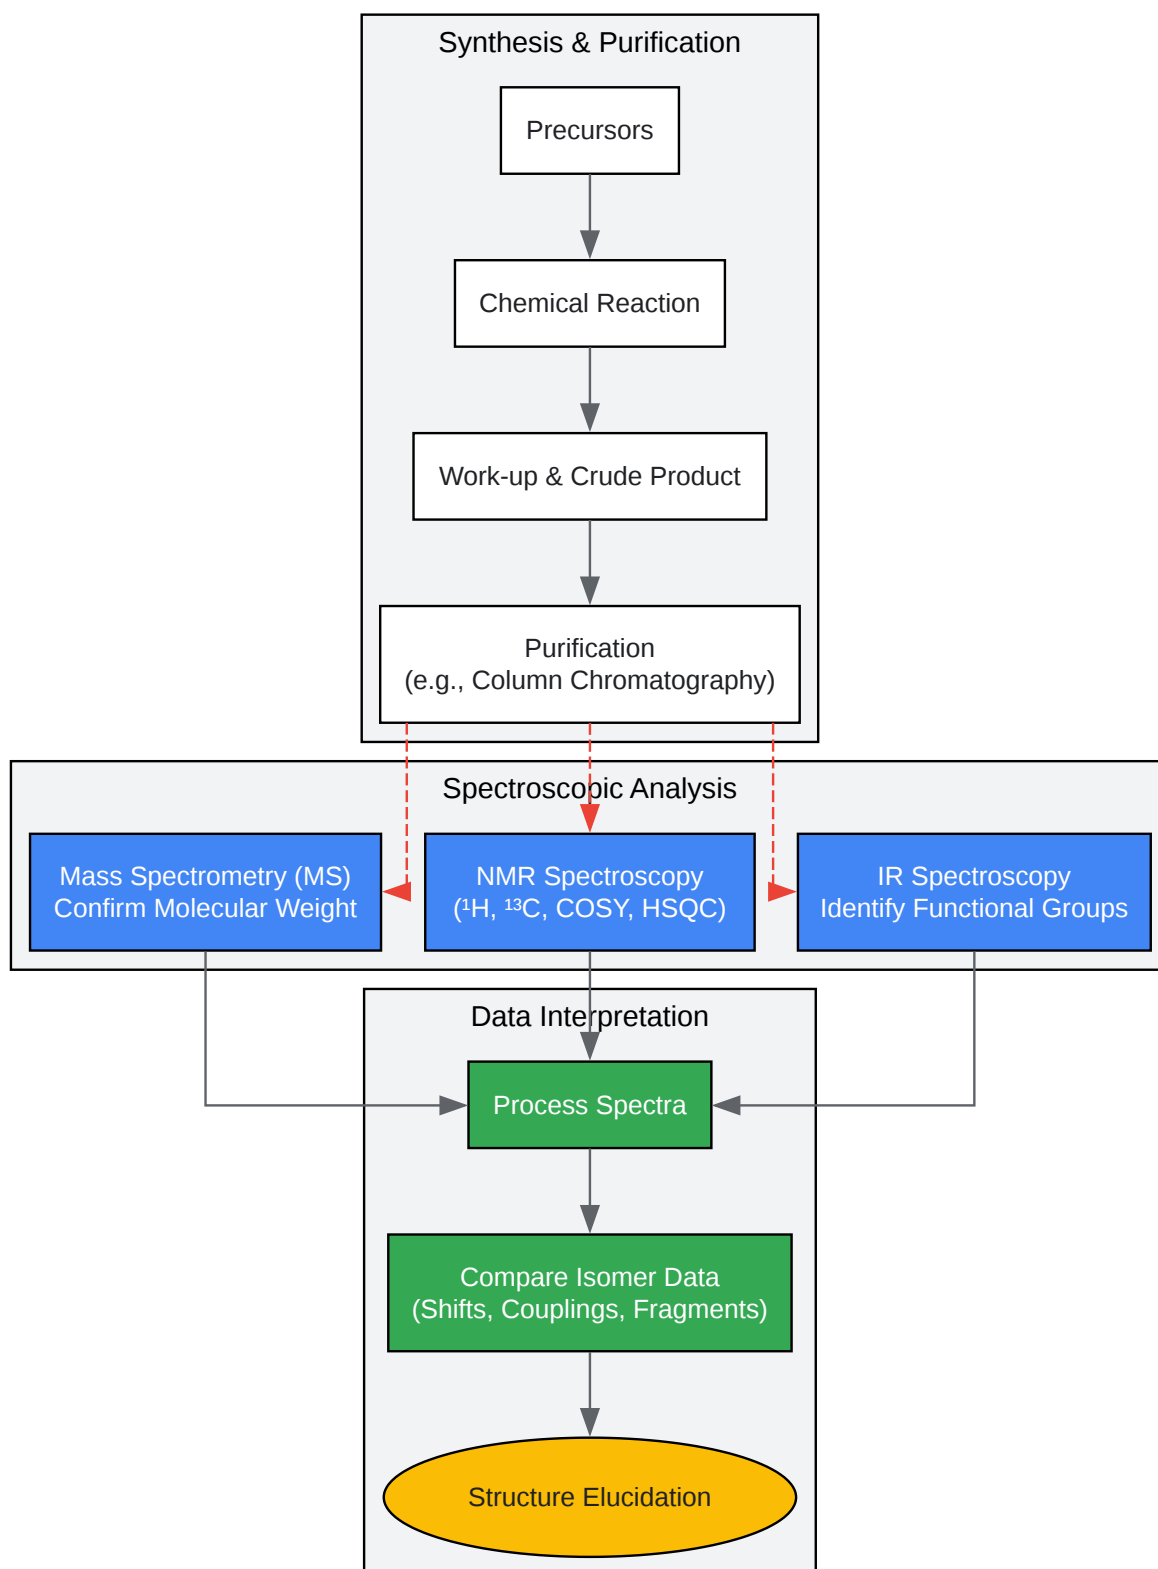 Synthesis & Purification
Precursors
Chemical Reaction
Work-up & Crude Product
Purification
(e.g., Column Chromatography)
Spectroscopic Analysis
Mass Spectrometry (MS)
Confirm Molecular Weight
NMR Spectroscopy
(¹H, ¹³C, COSY, HSQC)
IR Spectroscopy
Identify Functional Groups
Data Interpretation
Process Spectra
Compare Isomer Data
(Shifts, Couplings, Fragments)
Structure Elucidation